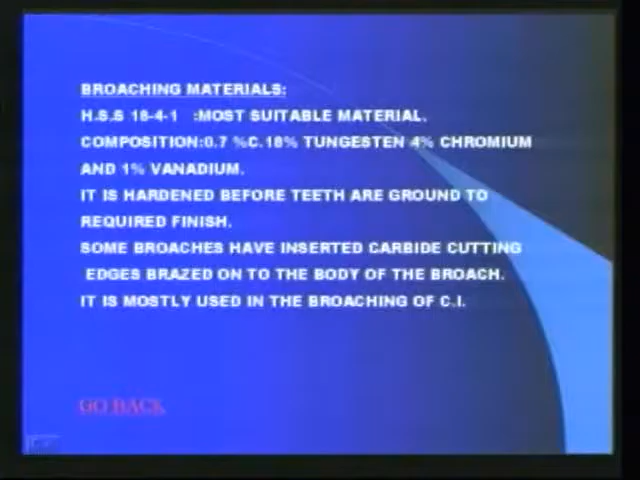 BROACHING MATERIALS:
H.S.S 18-4-1 :MOST SUITABLE MATERIAL.
COMPOSITION:0.7 %C.18% TUNGESTEN 4% CHROMIUM
AND 1% VANADIUM.
IT IS HARDENED BEFORE TEETH ARE GROUND TO
REQUIRED FINISH.
SOME BROACHES HAVE INSERTED CARBIDE CUTTING
EDGES BRAZED ON TO THE BODY OF THE BROACH.
IT IS MOSTLY USED IN THE BROACHING OF C.I.
GO BACK